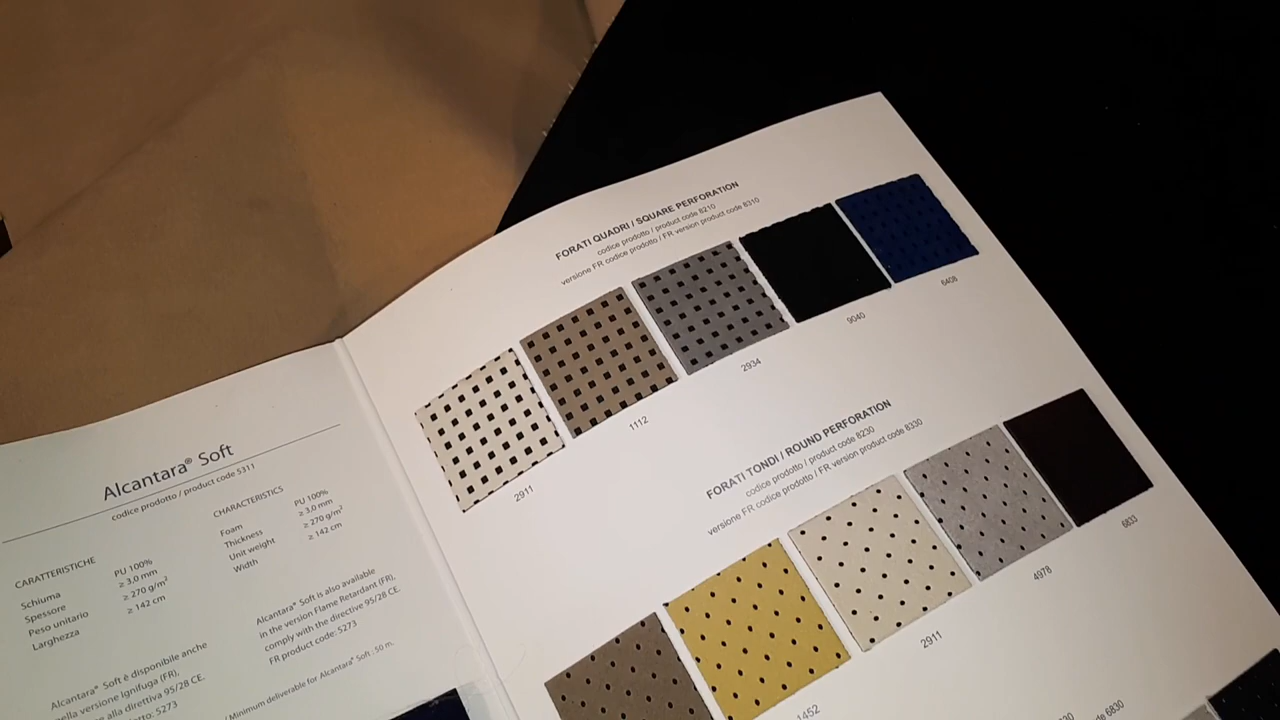 Alcantara® Soft
codice prodotto / product code 5311
CARATTERISTICHE
Schiuma PU 100%
Spessore ≥ 3,0 mm
Peso unitario ≥ 270 g/m²
Larghezza ≥ 142 cm
CHARACTERISTICS
Foam PU 100%
Thickness ≥ 3,0 mm
Unit weight ≥ 270 g/m²
Width ≥ 142 cm
Alcantara® Soft è disponibile anche
nella versione Ignifuga (FR),
alla direttiva 95/28 CE.
5273
Alcantara® Soft is also available
in the version Flame Retardant (FR),
comply with the directive 95/28 CE.
FR product code: 5273
/ Minimum deliverable for Alcantara® Soft : 50 m.
FORATI QUADRI / SQUARE PERFORATION
codice prodotto / product code 8210
versione FR codice prodotto / FR version product code 8310
2911
1112
2934
9040
6408
FORATI TONDI / ROUND PERFORATION
codice prodotto / product code 8230
versione FR codice prodotto / FR version product code 8330
1452
2911
4978
6833
6830